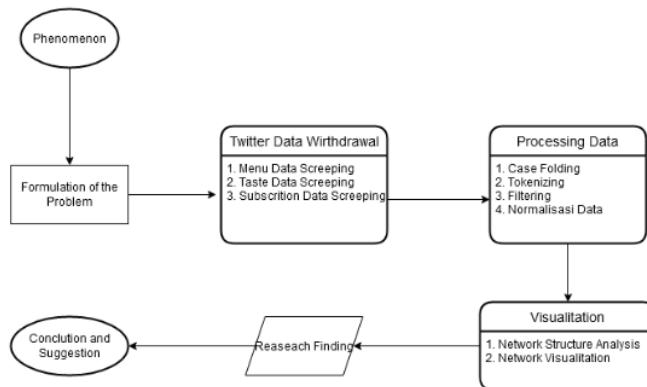 Phenomenon
Formulation of the
Problem
Twitter Data Wirthdrawal
1. Menu Data Screeping
2. Taste Data Screeping
3. Subscrition Data Screeping
Processing Data
1. Case Folding
2. Tokenizing
3. Filtering
4. Normalisasi Data
Visualitation
1. Network Structure Analysis
2. Network Visualitation
Reaseach Finding
Conclution and
Suggestion